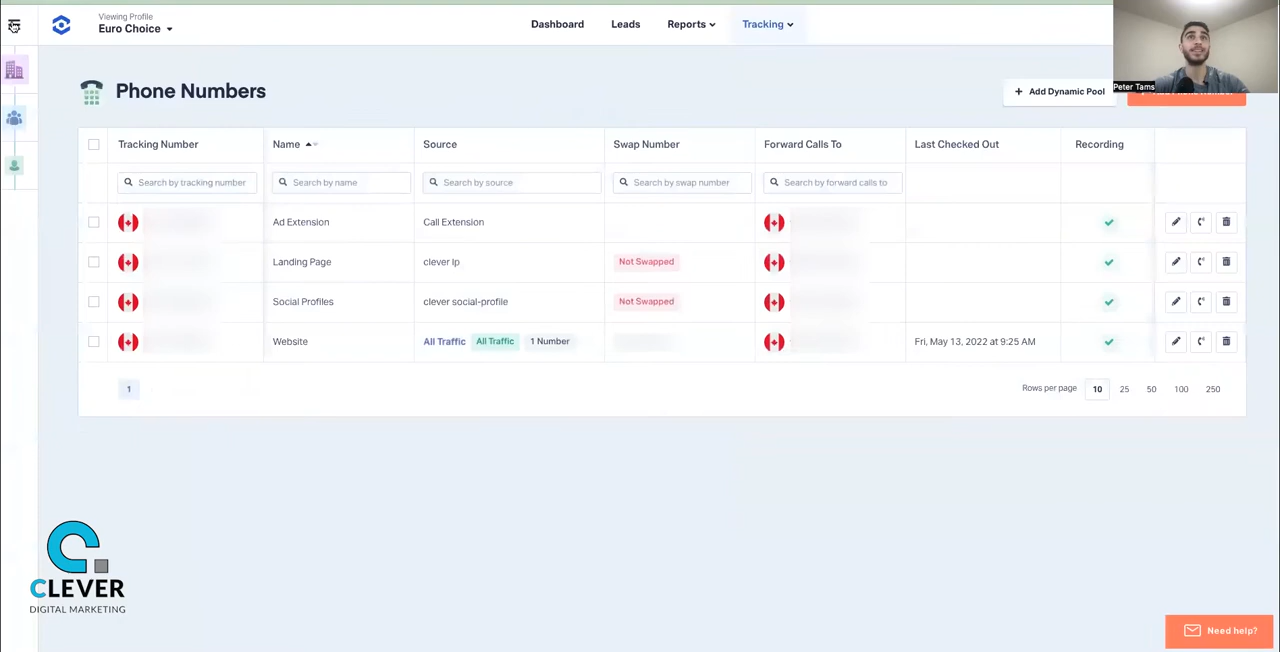 Viewing Profile
Euro Choice
Dashboard
Leads
Reports
Tracking
Peter Tams
Phone Numbers
+ Add Dynamic Pool
Tracking Number
Name
Source
Swap Number
Forward Calls To
Last Checked Out
Recording
Search by tracking number
Search by name
Search by source
Search by swap number
Search by forward calls to
Ad Extension
Call Extension
Landing Page
clever lp
Not Swapped
Social Profiles
clever social-profile
Not Swapped
Website
All Traffic
All Traffic
1 Number
Fri, May 13, 2022 at 9:25 AM
1
Rows per page
10
25
50
100
250
CLEVER
DIGITAL MARKETING
Need help?